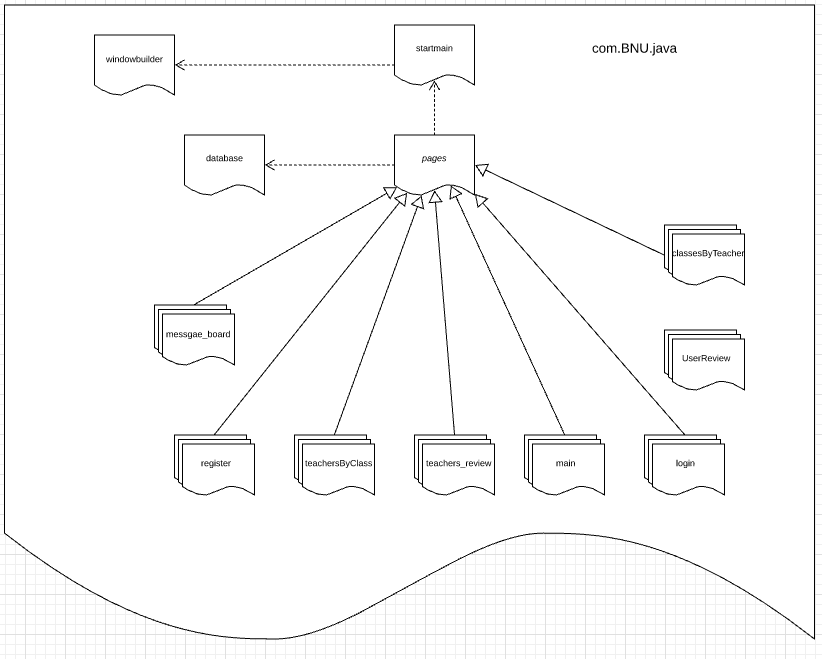 startmain
com.BNU.java
windowbuilder
database
pages
classesByTeacher
messgae_board
UserReview
register
teachersByClass
teachers_review
main
login